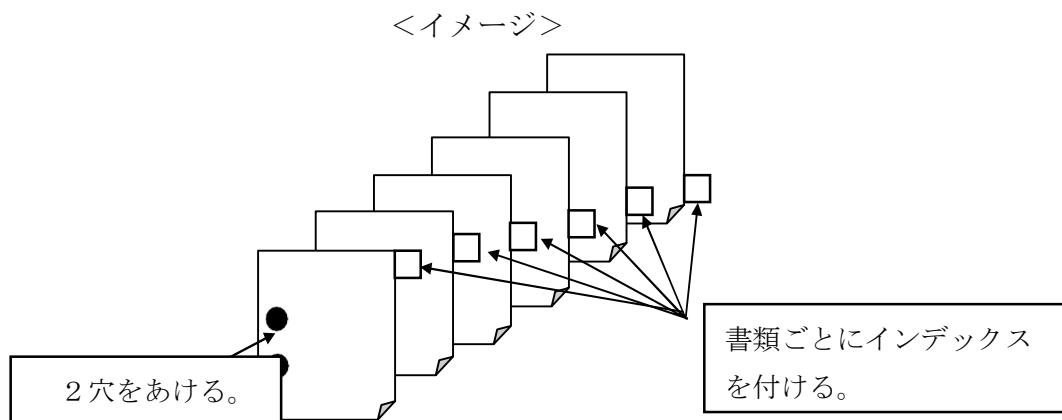 ＜イメージ＞
書類ごとにインデックス
を付ける。
２穴をあける。